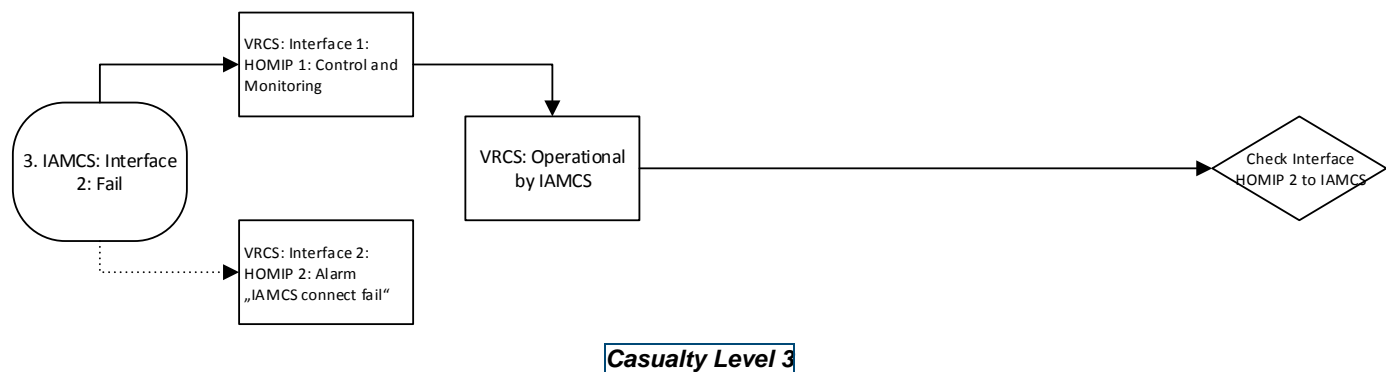 VRCS: Interface 1:
HOMIP 1: Control and
Monitoring
3. IAMCS: Interface
2: Fail
VRCS: Operational
by IAMCS
Check Interface
HOMIP 2 to IAMCS
VRCS: Interface 2:
HOMIP 2: Alarm
„IAMCS connect fail“
Casualty Level 3